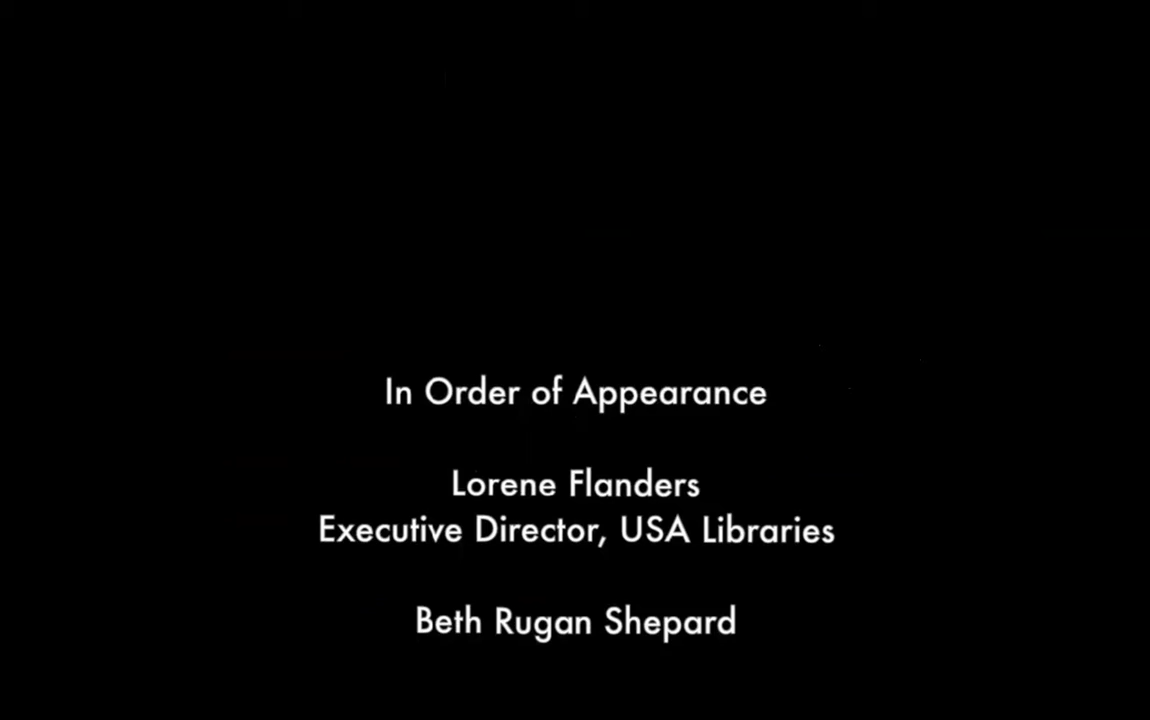 In Order of Appearance
Lorene Flanders
Executive Director, USA Libraries
Beth Rugan Shepard